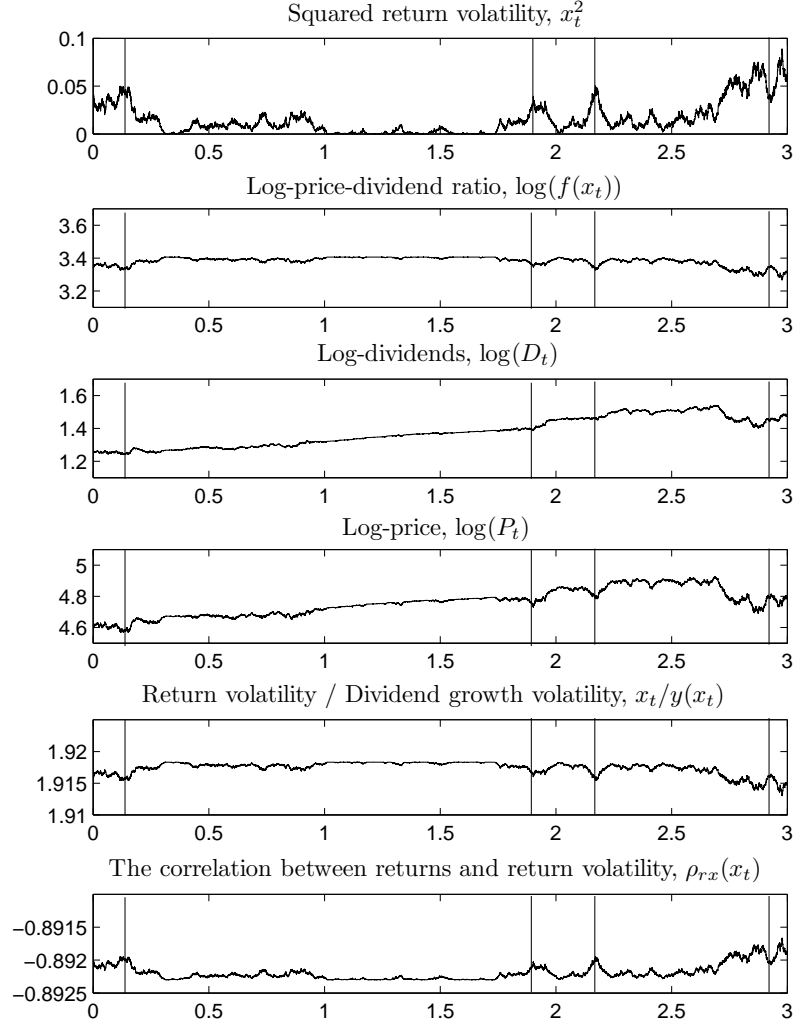 Squared return volatility, $x_t^2$
0.1
0.05
0
0 0.5 1 1.5 2 2.5 3
Log-price-dividend ratio, $\log(f(x_t))$
3.6
3.4
3.2
0 0.5 1 1.5 2 2.5 3
Log-dividends, $\log(D_t)$
1.6
1.4
1.2
0 0.5 1 1.5 2 2.5 3
Log-price, $\log(P_t)$
5
4.8
4.6
0 0.5 1 1.5 2 2.5 3
Return volatility / Dividend growth volatility, $x_t/y(x_t)$
1.92
1.915
1.91
0 0.5 1 1.5 2 2.5 3
The correlation between returns and return volatility, $\rho_{rx}(x_t)$
−0.8915
−0.892
−0.8925
0 0.5 1 1.5 2 2.5 3